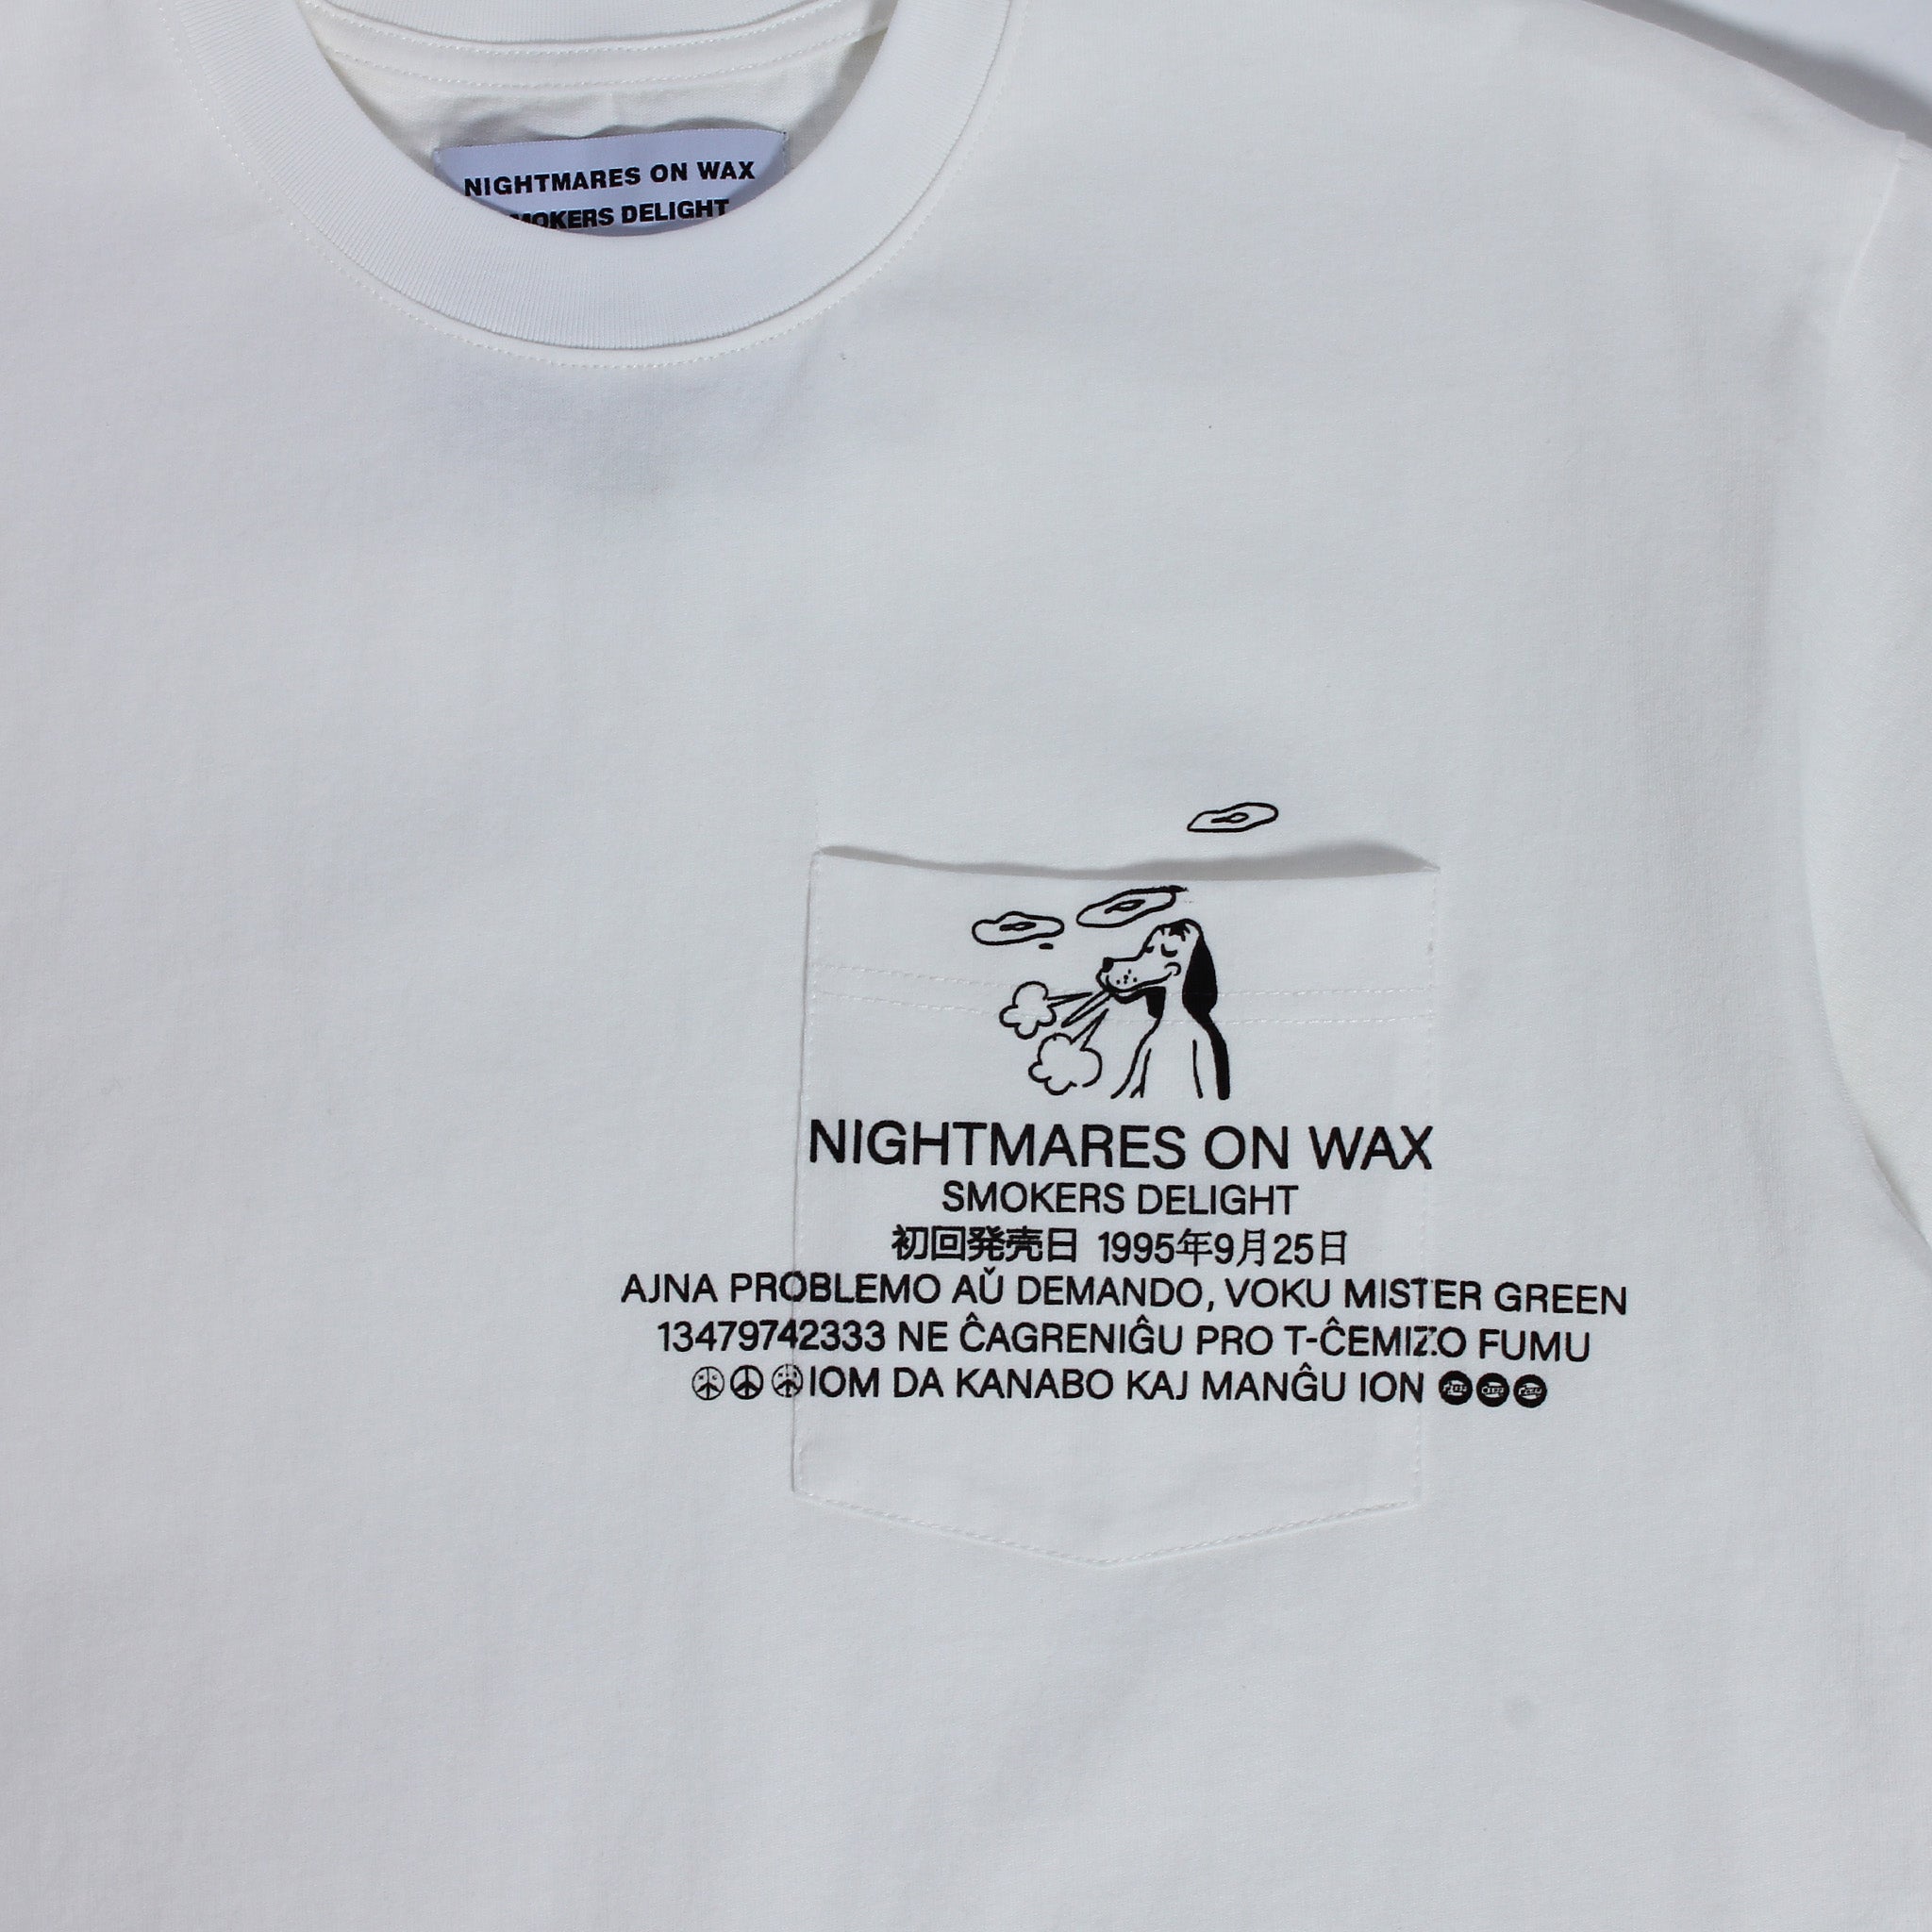 NIGHTMARES ON WAX
SMOKERS DELIGHT
NIGHTMARES ON WAX
SMOKERS DELIGHT
初回発売日 1995年9月25日
AJNA PROBLEMO AŬ DEMANDO, VOKU MISTER GREEN
13479742333 NE ĈAGRENIĜU PRO T-ĈEMIZO FUMU
IOM DA KANABO KAJ MANĜU ION